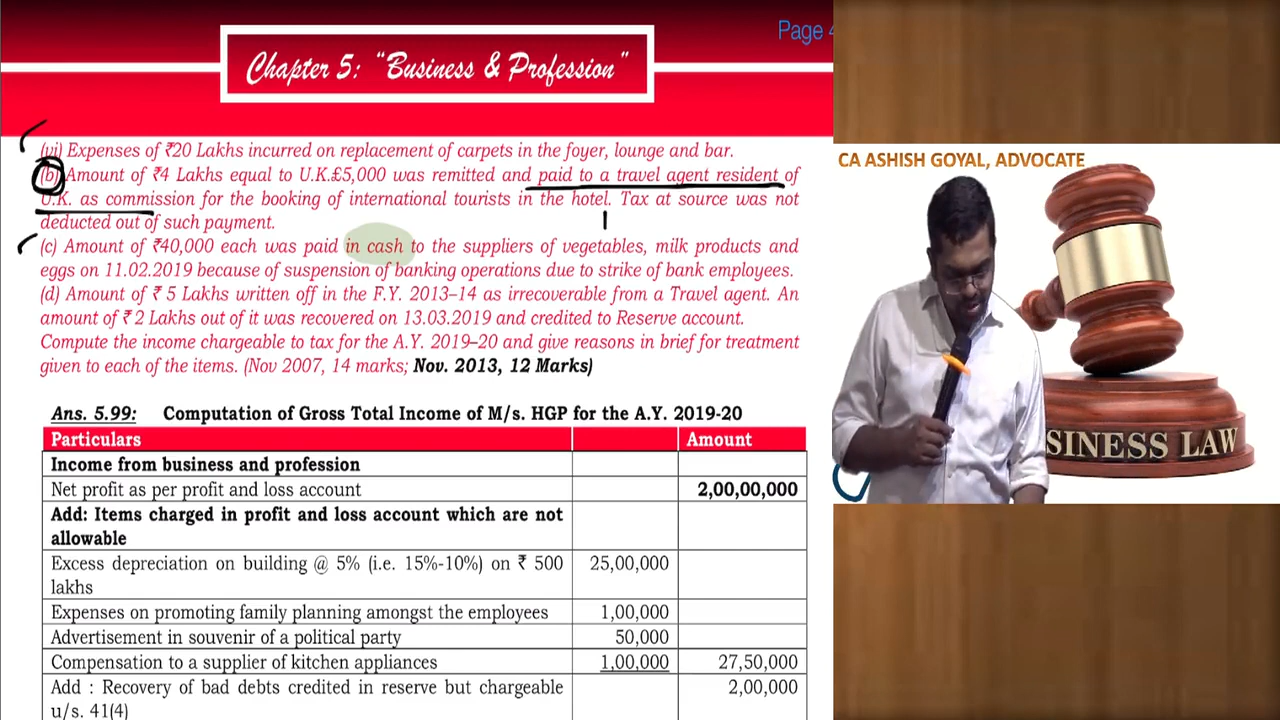 Page 4
Chapter 5: "Business & Profession"
(vi) Expenses of ₹20 Lakhs incurred on replacement of carpets in the foyer, lounge and bar.
(b) Amount of ₹4 Lakhs equal to U.K.£5,000 was remitted and paid to a travel agent resident of
U.K. as commission for the booking of international tourists in the hotel. Tax at source was not
deducted out of such payment.
(c) Amount of ₹40,000 each was paid in cash to the suppliers of vegetables, milk products and
eggs on 11.02.2019 because of suspension of banking operations due to strike of bank employees.
(d) Amount of ₹ 5 Lakhs written off in the F.Y. 2013–14 as irrecoverable from a Travel agent. An
amount of ₹ 2 Lakhs out of it was recovered on 13.03.2019 and credited to Reserve account.
Compute the income chargeable to tax for the A.Y. 2019–20 and give reasons in brief for treatment
given to each of the items. (Nov 2007, 14 marks; Nov. 2013, 12 Marks)
Ans. 5.99: Computation of Gross Total Income of M/s. HGP for the A.Y. 2019-20
Particulars Amount
Income from business and profession
Net profit as per profit and loss account 2,00,00,000
Add: Items charged in profit and loss account which are not
allowable
Excess depreciation on building @ 5% (i.e. 15%-10%) on ₹ 500 25,00,000
lakhs
Expenses on promoting family planning amongst the employees 1,00,000
Advertisement in souvenir of a political party 50,000
Compensation to a supplier of kitchen appliances 1,00,000 27,50,000
Add : Recovery of bad debts credited in reserve but chargeable 2,00,000
u/s. 41(4)
CA ASHISH GOYAL, ADVOCATE
SINESS LAW